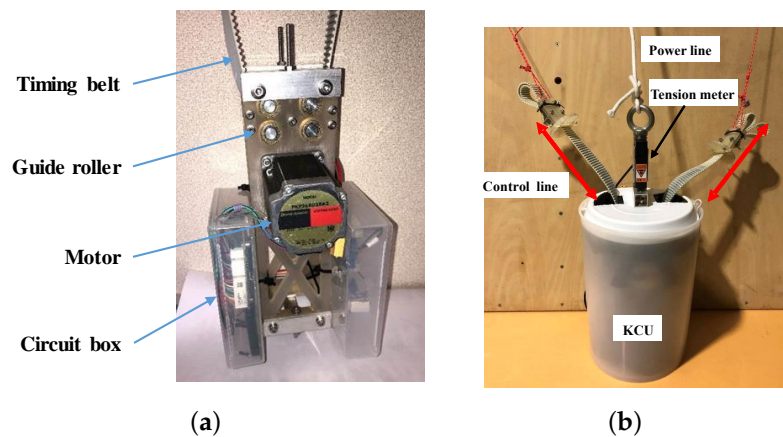 Timing belt
Guide roller
Motor
Circuit box
(a)
Power line
Tension meter
Control line
KCU
(b)